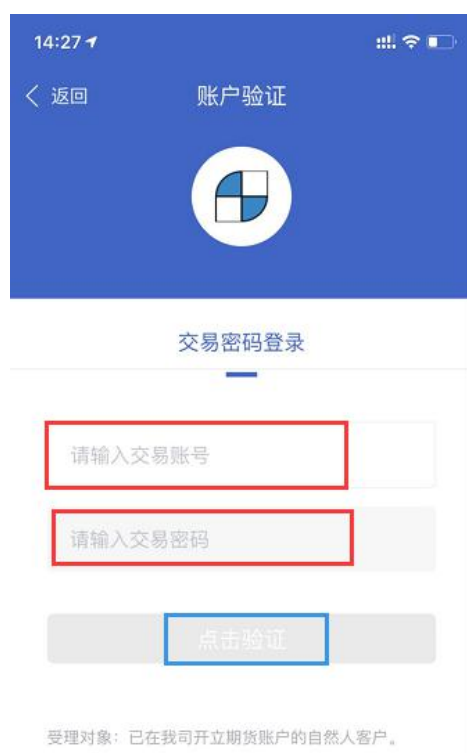 14:27
返回
账户验证
交易密码登录
请输入交易账号
请输入交易密码
点击验证
受理对象：已在我司开立期货账户的自然人客户。